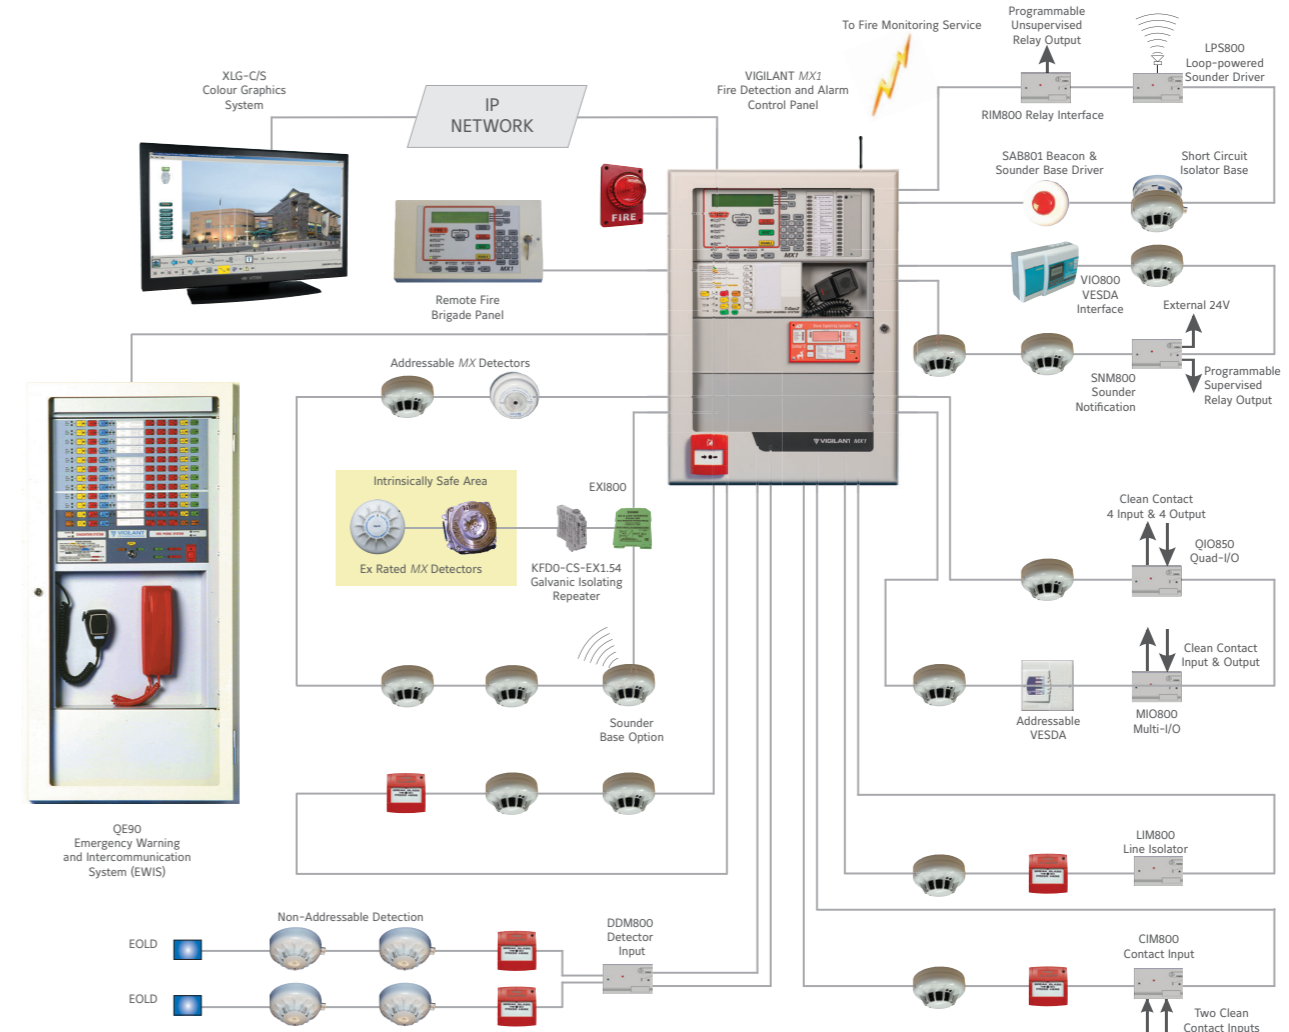 Programmable
Unsupervised
Relay Output
To Fire Monitoring Service
LPS800
Loop-powered
Sounder Driver
XLG-C/S
Colour Graphics
System
IP
NETWORK
VIGILANT MX1
Fire Detection and Alarm
Control Panel
RIM800 Relay Interface
SAB801 Beacon &
Sounder Base Driver
Short Circuit
Isolator Base
FIRE
MX1
Remote Fire
Brigade Panel
VIO800
VESDA
Interface
External 24V
SNM800
Sounder
Notification
Programmable
Supervised
Relay Output
Addressable MX Detectors
VIGILANT MX1
Intrinsically Safe Area
EXI800
Ex Rated MX Detectors
KFD0-CS-EX1.54
Galvanic Isolating
Repeater
Clean Contact
4 Input & 4 Output
QIO850
Quad-I/O
VIGILANT
Clean Contact
Input & Output
Sounder
Base Option
Addressable
VESDA
MIO800
Multi-I/O
QE90
Emergency Warning
and Intercommunication
System (EWIS)
LIM800
Line Isolator
Non-Addressable Detection
DDM800
Detector
Input
EOLD
CIM800
Contact Input
EOLD
Two Clean
Contact Inputs